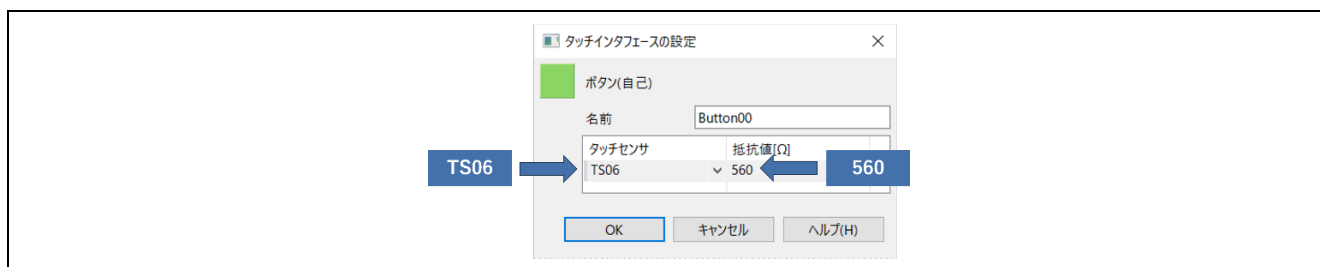 タッチインタフェースの設定
ボタン(自己)
名前 Button00
タッチセンサ 抵抗値[Ω]
TS06 TS06 560 560
OK キャンセル ヘルプ(H)